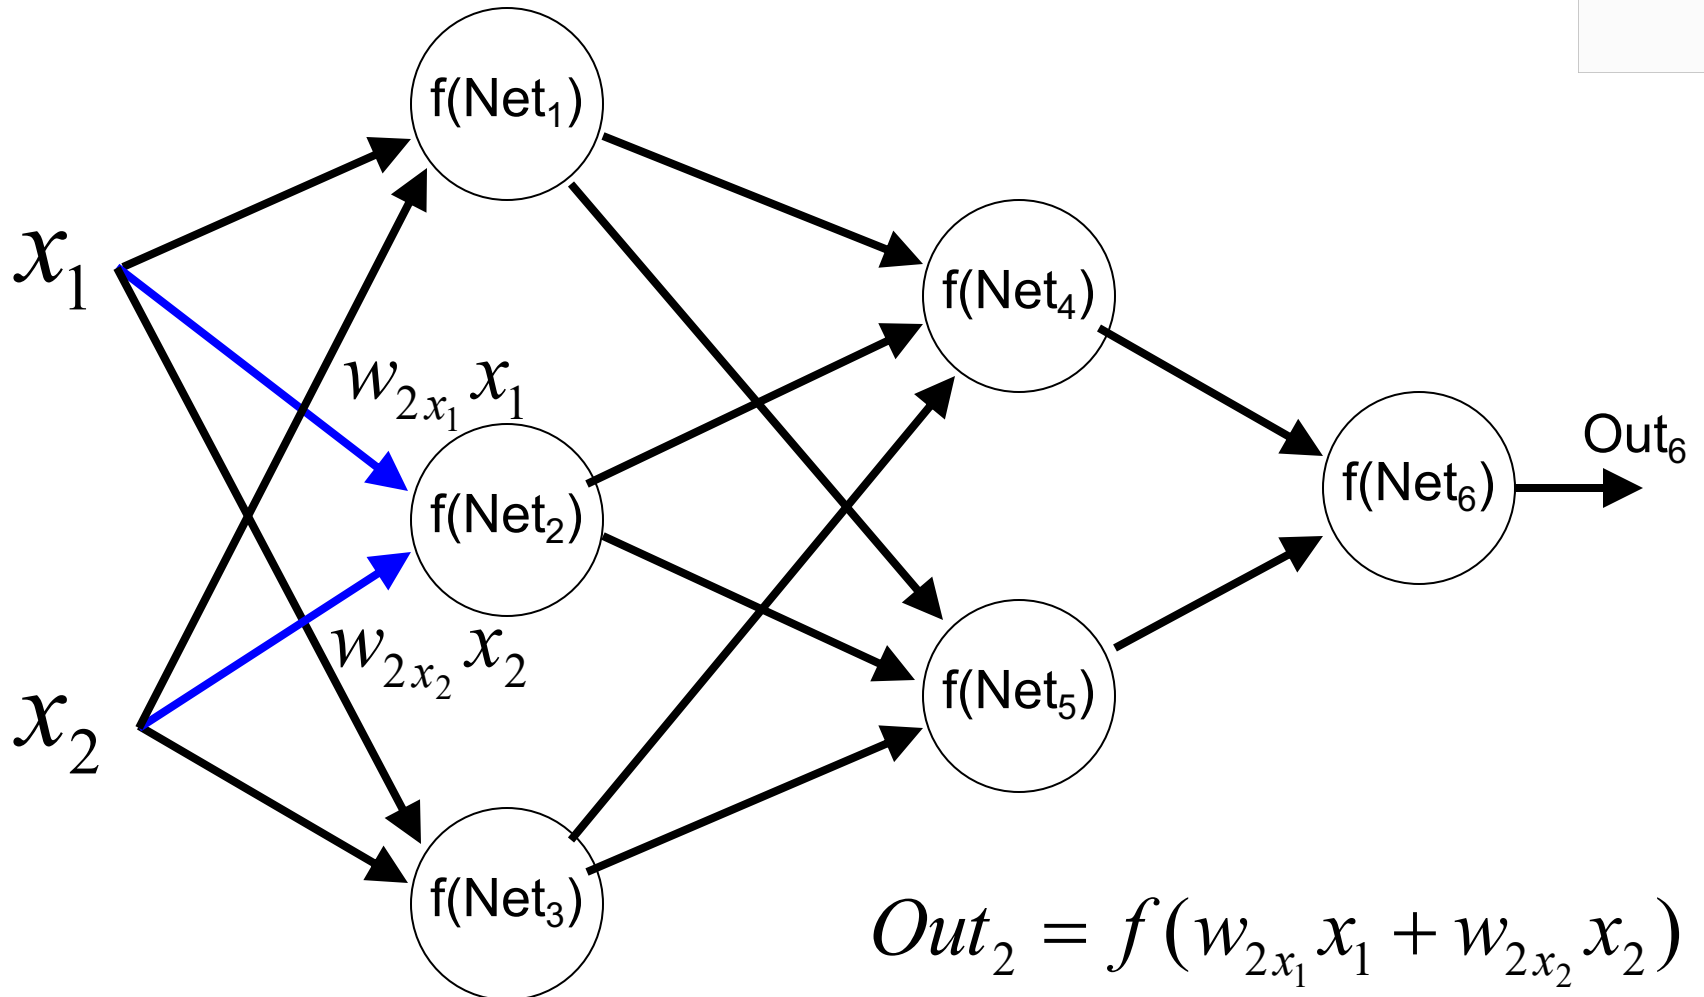 f(Net₁)
x₁
f(Net₄)
w₂ₓ₁ x₁
Out₆
f(Net₂)
f(Net₆)
w₂ₓ₂ x₂
x₂
f(Net₅)
f(Net₃)
Out₂ = f(w₂ₓ₁ x₁ + w₂ₓ₂ x₂)